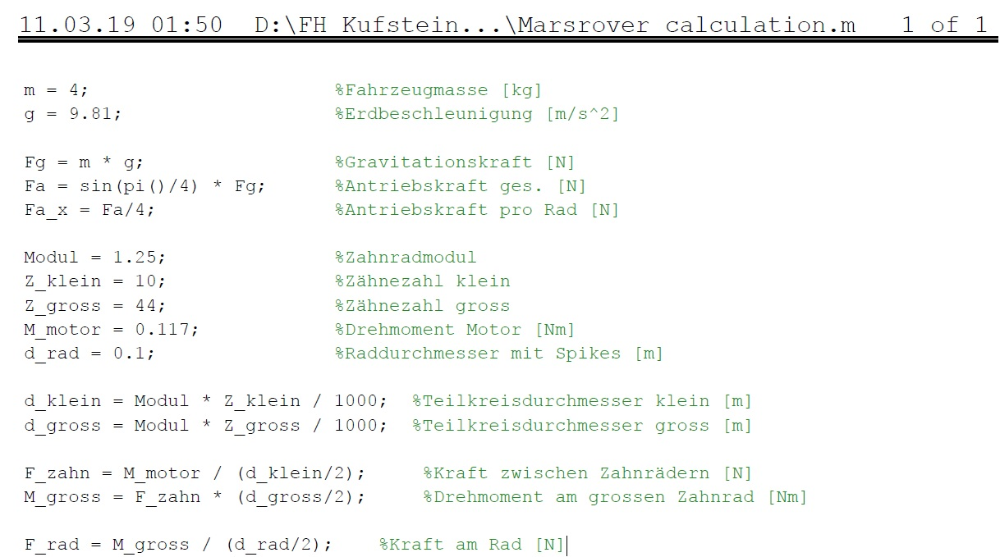 11.03.19 01:50  D:\FH Kufstein...\Marsrover calculation.m   1 of 1
m = 4;                      %Fahrzeugmasse [kg]
g = 9.81;                   %Erdbeschleunigung [m/s^2]
Fg = m * g;                 %Gravitationskraft [N]
Fa = sin(pi()/4) * Fg;      %Antriebskraft ges. [N]
Fa_x = Fa/4;                %Antriebskraft pro Rad [N]
Modul = 1.25;               %Zahnradmodul
Z_klein = 10;               %Zähnezahl klein
Z_gross = 44;               %Zähnezahl gross
M_motor = 0.117;            %Drehmoment Motor [Nm]
d_rad = 0.1;                %Raddurchmesser mit Spikes [m]
d_klein = Modul * Z_klein / 1000;  %Teilkreisdurchmesser klein [m]
d_gross = Modul * Z_gross / 1000;  %Teilkreisdurchmesser gross [m]
F_zahn = M_motor / (d_klein/2);     %Kraft zwischen Zahnrädern [N]
M_gross = F_zahn * (d_gross/2);     %Drehmoment am grossen Zahnrad [Nm]
F_rad = M_gross / (d_rad/2);    %Kraft am Rad [N]